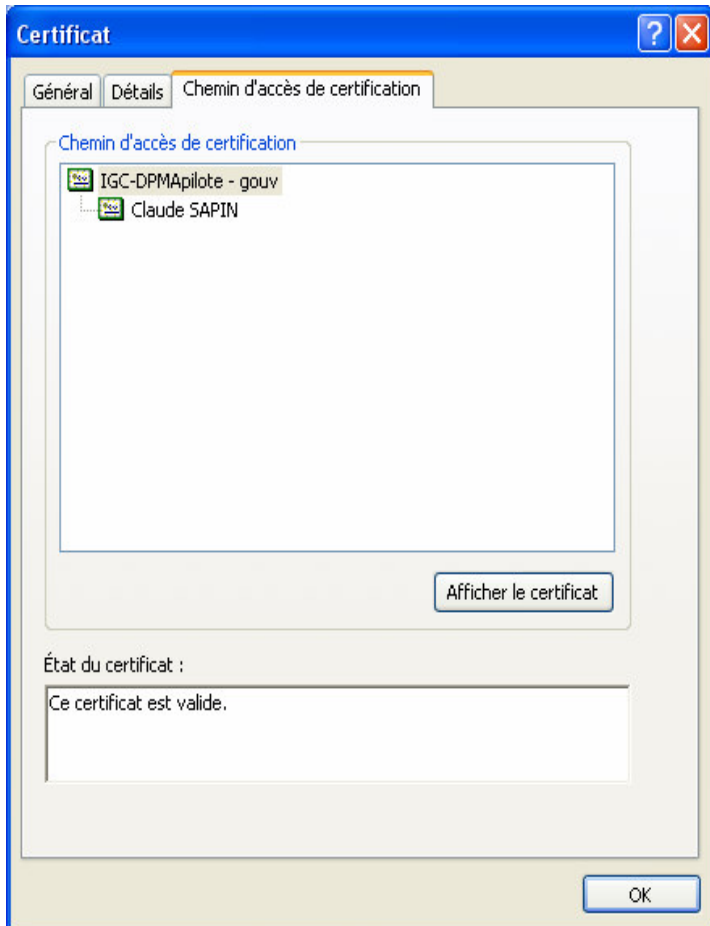 Certificat
Général Détails Chemin d'accès de certification
Chemin d'accès de certification
IGC-DPMApilote - gouv
Claude SAPIN
Afficher le certificat
État du certificat :
Ce certificat est valide.
OK